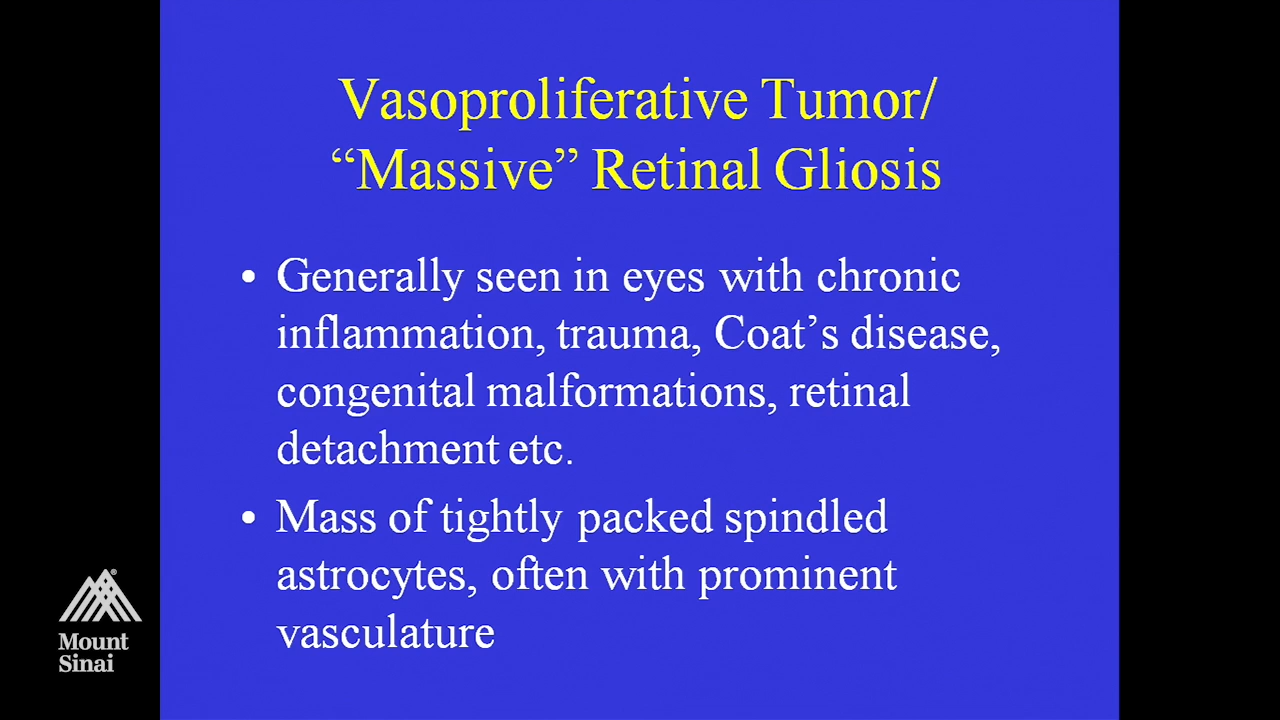 Vasoproliferative Tumor/
“Massive” Retinal Gliosis
• Generally seen in eyes with chronic
inflammation, trauma, Coat’s disease,
congenital malformations, retinal
detachment etc.
• Mass of tightly packed spindled
astrocytes, often with prominent
vasculature
®
Mount
Sinai